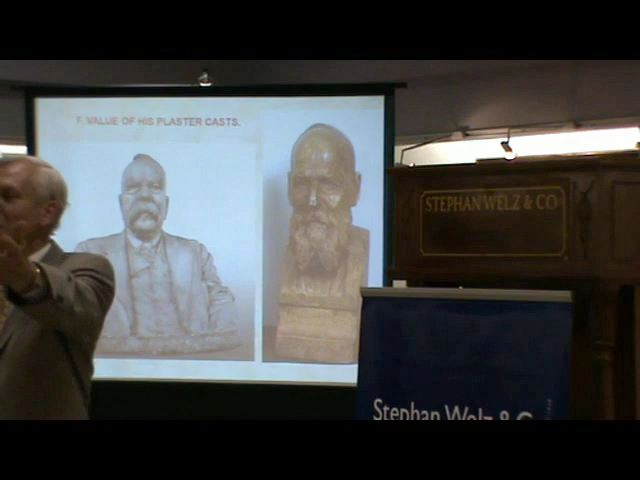 F. VALUE OF HIS PLASTER CASTS.
STEPHAN WELZ & CO
Stephan Welz & C